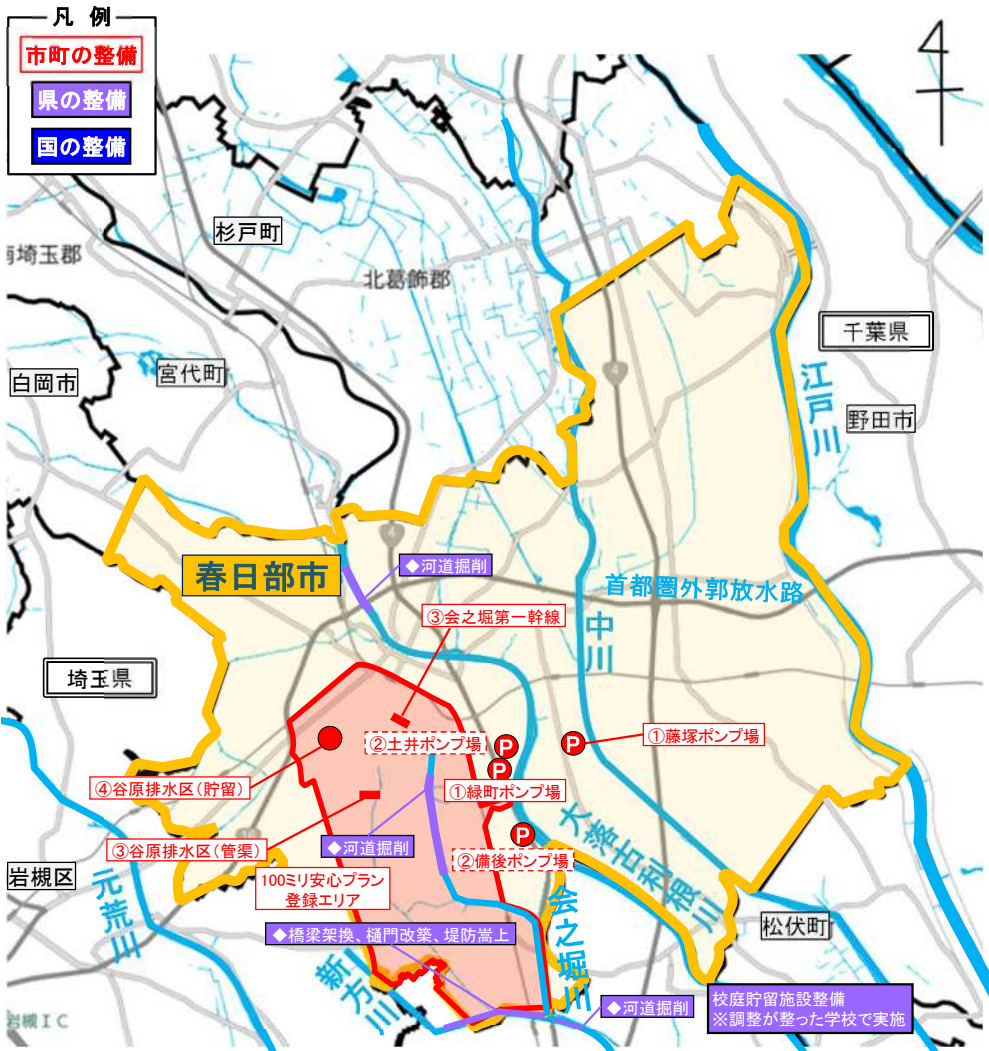 凡 例
市町の整備
県の整備
国の整備
杉戸町
南埼玉郡
北葛飾郡
千葉県
白岡市
宮代町
4
江戸川
野田市
4
春日部市
◆河道掘削
首都圏外郭放水路
③会之堀第一幹線
中川
埼玉県
②土井ポンプ場
P
P
P
①藤塚ポンプ場
④谷原排水区(貯留)
①緑町ポンプ場
③谷原排水区(管渠)
◆河道掘削
16
P
②備後ポンプ場
大落古利根川
岩槻区
元荒川
100ミリ安心プラン
登録エリア
会之堀川
松伏町
◆橋梁架換、樋門改築、堤防嵩上
新方川
◆河道掘削
校庭貯留施設整備
※調整が整った学校で実施
岩槻IC